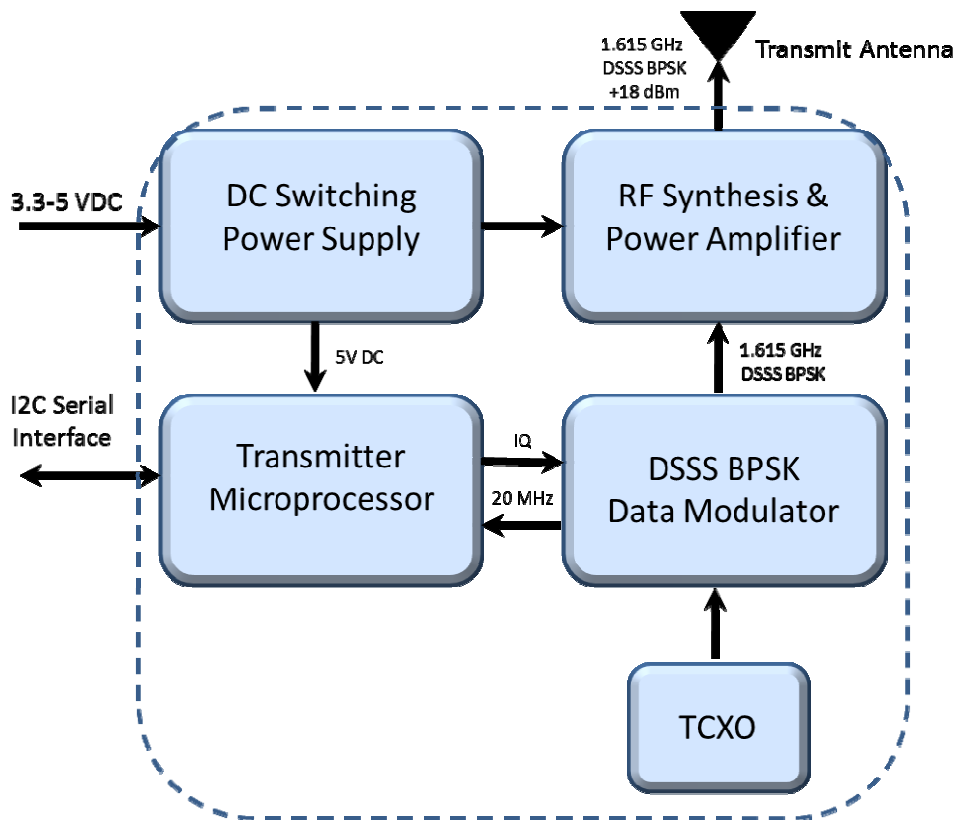 1.615 GHz
DSSS BPSK
+18 dBm
Transmit Antenna
3.3-5 VDC
DC Switching
Power Supply
RF Synthesis &
Power Amplifier
5V DC
1.615 GHz
DSSS BPSK
I2C Serial
Interface
Transmitter
Microprocessor
IQ
20 MHz
DSSS BPSK
Data Modulator
TCXO